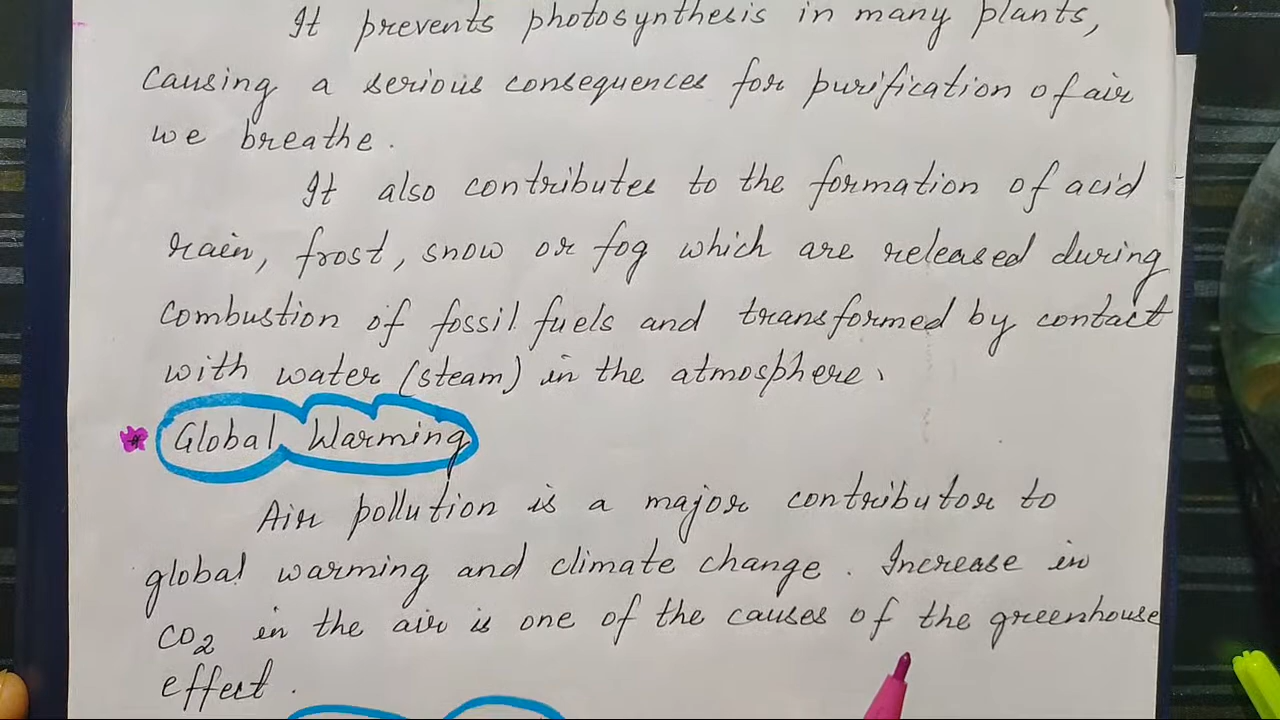 It prevents photosynthesis in many plants,
causing a serious consequences for purification of air
we breathe.
It also contributes to the formation of acid
rain, frost, snow or fog which are released during
combustion of fossil fuels and transformed by contact
with water (steam) in the atmosphere.
* Global Warming
Air pollution is a major contributor to
global warming and climate change. Increase in
CO2 in the air is one of the causes of the greenhouse
effect.